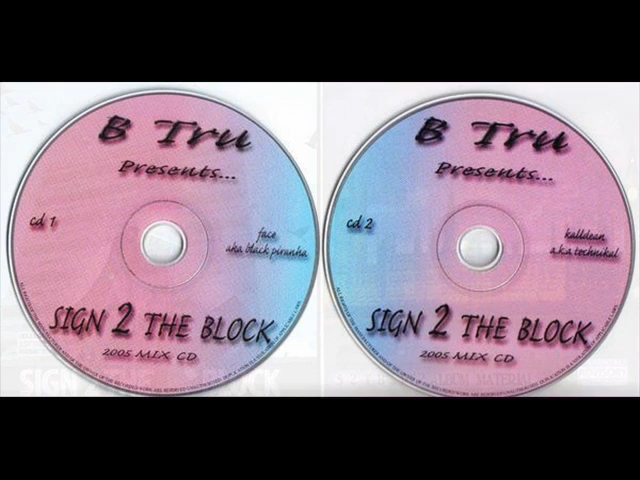 B Tru
Presents...
cd 1
face
aka black piranha
SIGN 2 THE BLOCK
2005 MIX CD
B Tru
Presents...
cd 2
kalldean
a.k.a technikal
SIGN 2 THE BLOCK
2005 MIX CD